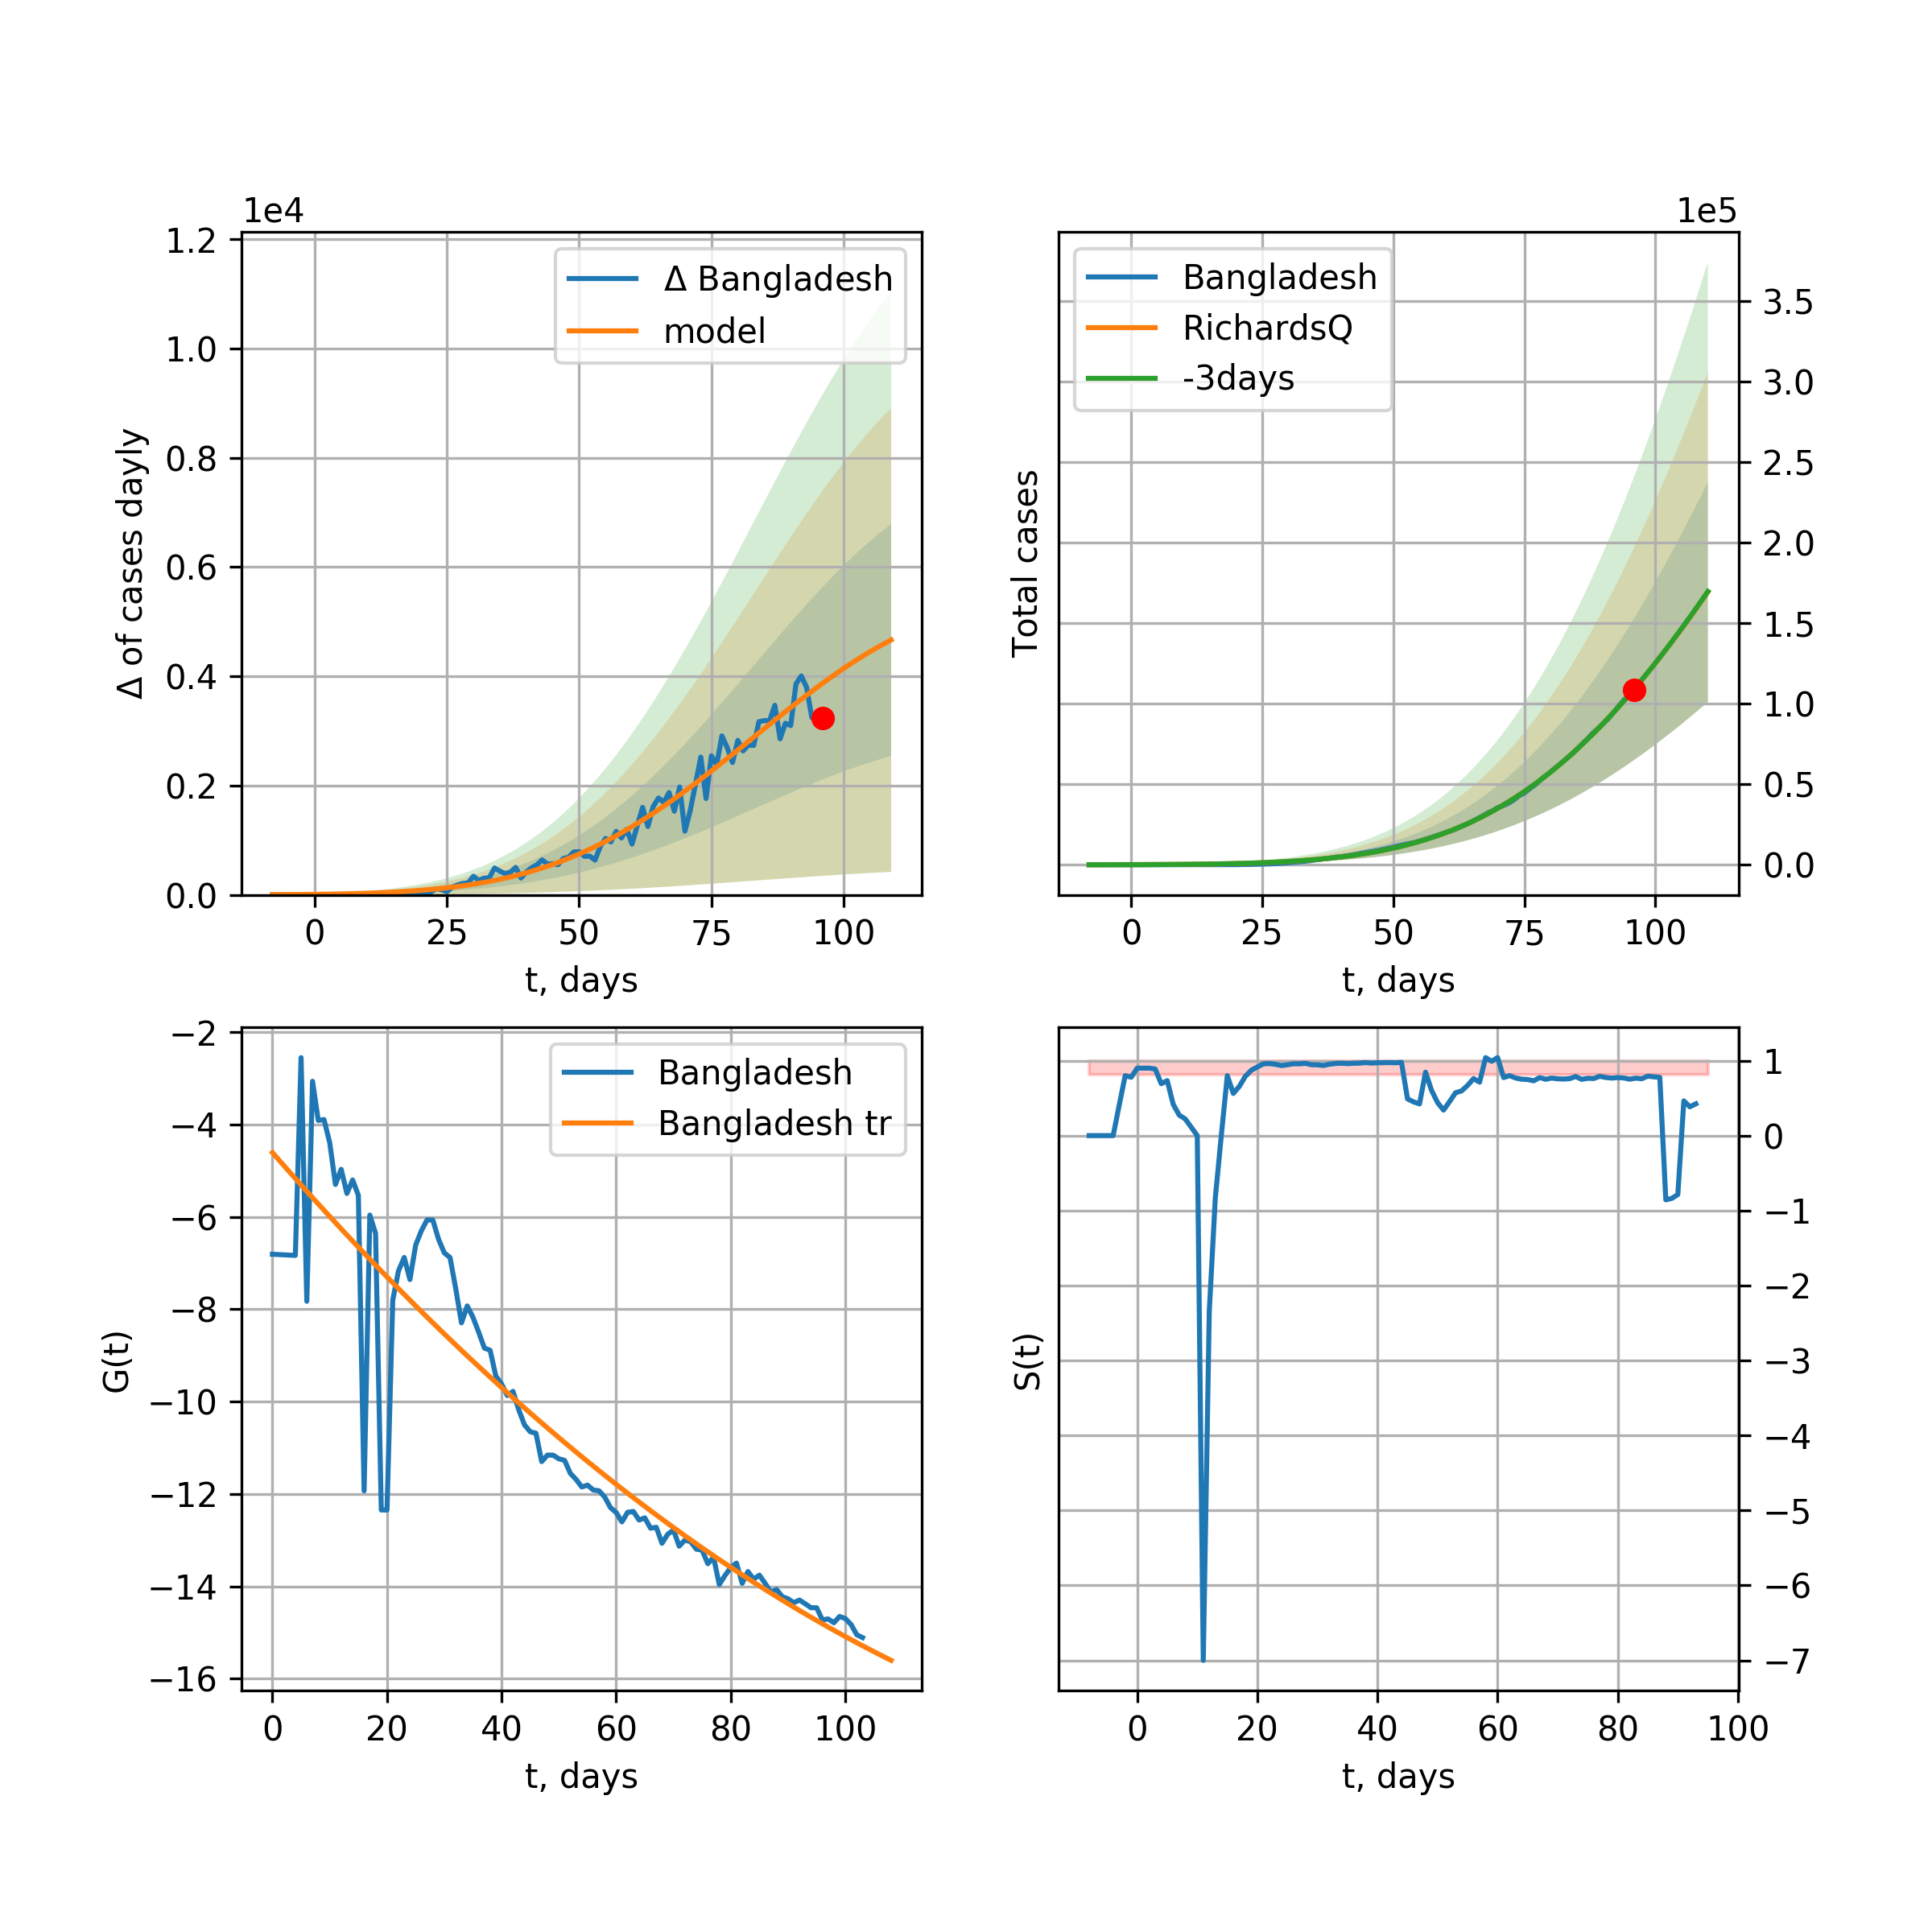 1e4
1.2
1.0
0.8
0.6
0.4
0.2
0.0
Δ of cases dayly
0 25 50 75 100
t, days
Δ Bangladesh
model
1e5
3.5
3.0
2.5
2.0
1.5
1.0
0.5
0.0
Total cases
0 25 50 75 100
t, days
Bangladesh
RichardsQ
-3days
−2
−4
−6
−8
−10
−12
−14
−16
G(t)
0 20 40 60 80 100
t, days
Bangladesh
Bangladesh tr
1
0
−1
−2
−3
−4
−5
−6
−7
S(t)
0 20 40 60 80 100
t, days